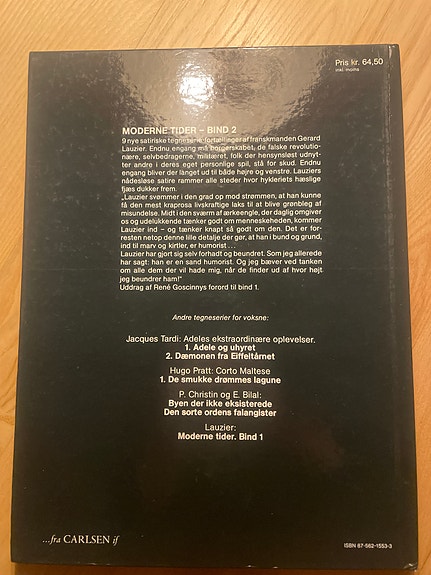 Pris kr. 64,50
inkl. moms
MODERNE TIDER – BIND 2
9 nye satiriske tegneserie-fortællinger af franskmanden Gerard
Lauzier. Endnu engang må borgerskabet, de falske revolutio-
nære, selvbedragerne, militæret, folk der hensynsløst udnyt-
ter andre i deres eget personlige spil, stå for skud. Endnu
engang bliver der langet ud til både højre og venstre. Lauziers
nådesløse satire rammer alle steder hvor hykleriets hæslige
fjæs dukker frem.
„Lauzier svømmer i den grad op mod strømmen, at han kunne
få den mest kraprosa livskraftige laks til at blive grøn­bleg af
misundelse. Midt i den sværm af ærkeengle, der daglig omgiver
os og udelukkende tænker godt om menneskeheden, kommer
Lauzier ind – og tænker knapt så godt om den. Det er for-
resten netop denne lille detalje der gør, at han i bund og grund,
ind til marv og kirtler, er humorist . . .
Lauzier har gjort sig selv forhadt og beundret. Som jeg allerede
har sagt: han er en sand humorist. Og jeg bæver ved tanken
om alle dem der vil hade mig, når de finder ud af hvor højt
jeg beundrer ham!"
Uddrag af René Goscinnys forord til bind 1.
Andre tegneserier for voksne:
Jacques Tardi: Adeles ekstraordinære oplevelser.
1. Adele og uhyret
2. Dæmonen fra Eiffeltårnet
Hugo Pratt: Corto Maltese
1. De smukke drømmes lagune
P. Christin og E. Bilal:
Byen der ikke eksisterede
Den sorte ordens falangister
Lauzier:
Moderne tider. Bind 1
...fra CARLSEN if
ISBN 87-562-1553-3